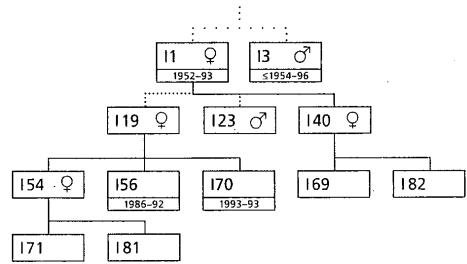 I1 ♀ I3 ♂
1952–93 ≤1954–96
I19 ♀ I23 ♂ I40 ♀
I54 ♀ I56 I70 I69 I82
1986–92 1993–93
I71 I81